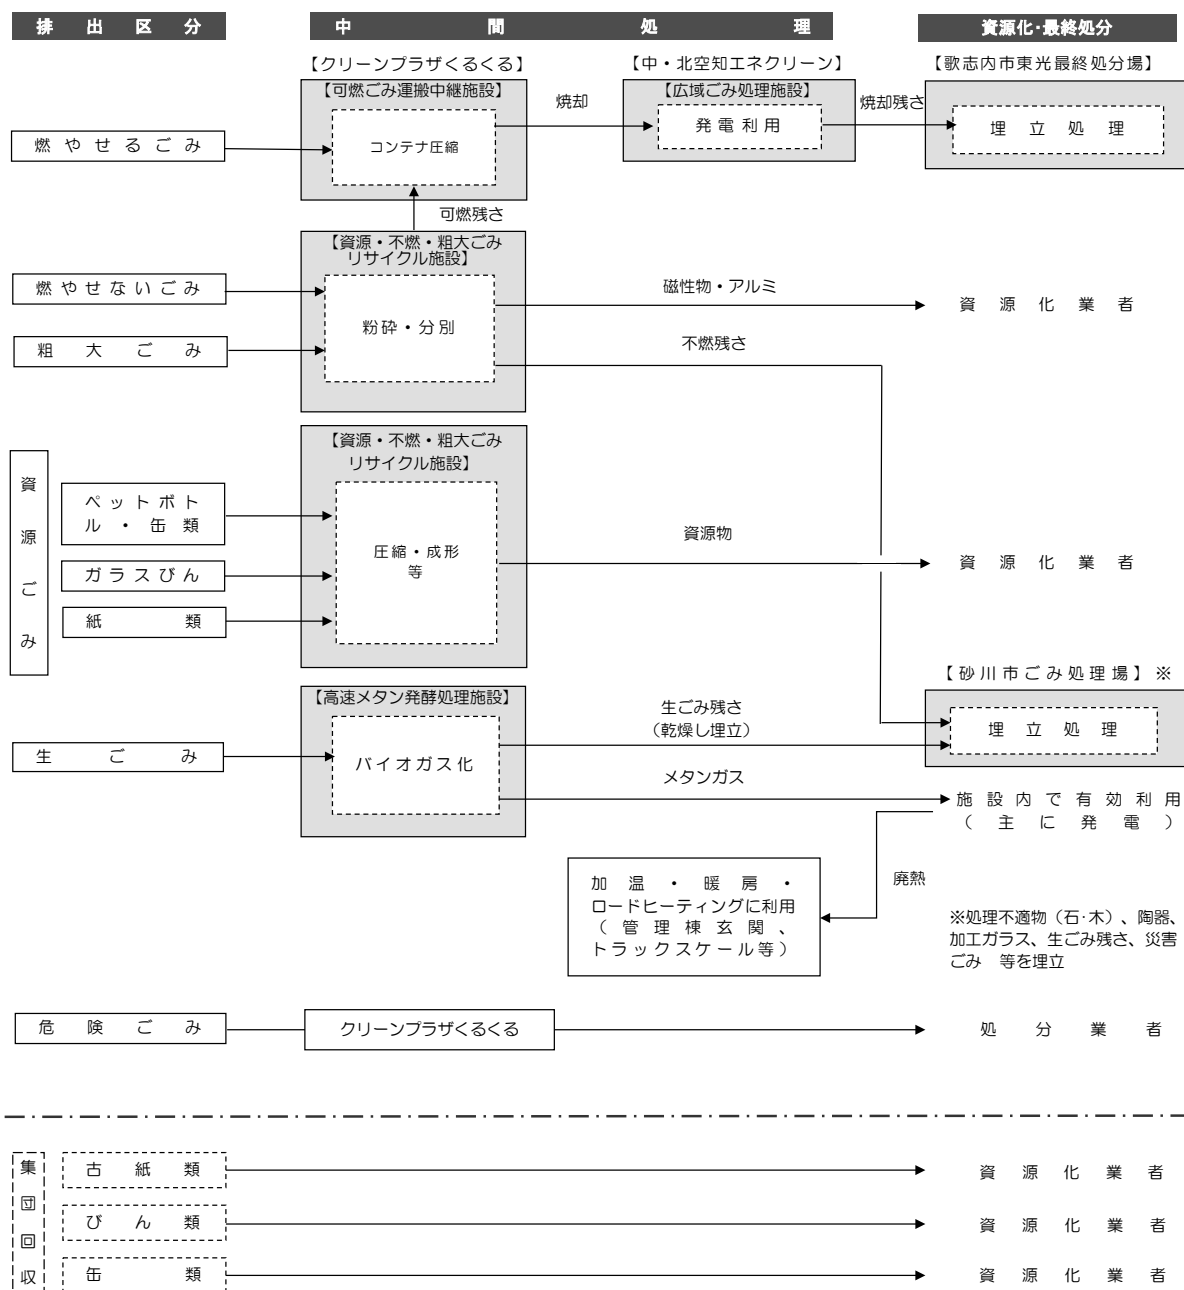 排出区分
中間処理
資源化・最終処分
【クリーンプラザくるくる】
【中・北空知エネクリーン】
【歌志内市東光最終処分場】
【可燃ごみ運搬中継施設】
焼却
【広域ごみ処理施設】
焼却残さ
燃やせるごみ
コンテナ圧縮
発電利用
埋立処理
可燃残さ
【資源・不燃・粗大ごみ
リサイクル施設】
燃やせないごみ
粗大ごみ
粉砕・分別
磁性物・アルミ
資源化業者
不燃残さ
【資源・不燃・粗大ごみ
リサイクル施設】
資源ごみ
ペットボト
ル・缶類
ガラスびん
紙類
圧縮・成形
等
資源物
資源化業者
【砂川市ごみ処理場】※
【高速メタン発酵処理施設】
生ごみ残さ
（乾燥し埋立）
埋立処理
生ごみ
バイオガス化
メタンガス
施設内で有効利用
（主に発電）
廃熱
加温・暖房・
ロードヒーティングに利用
（管理棟玄関、
トラックスケール等）
※処理不適物（石･木）、陶器、
加工ガラス、生ごみ残さ、災害
ごみ　等を埋立
危険ごみ
クリーンプラザくるくる
処分業者
集団回収
古紙類
資源化業者
びん類
資源化業者
缶類
資源化業者